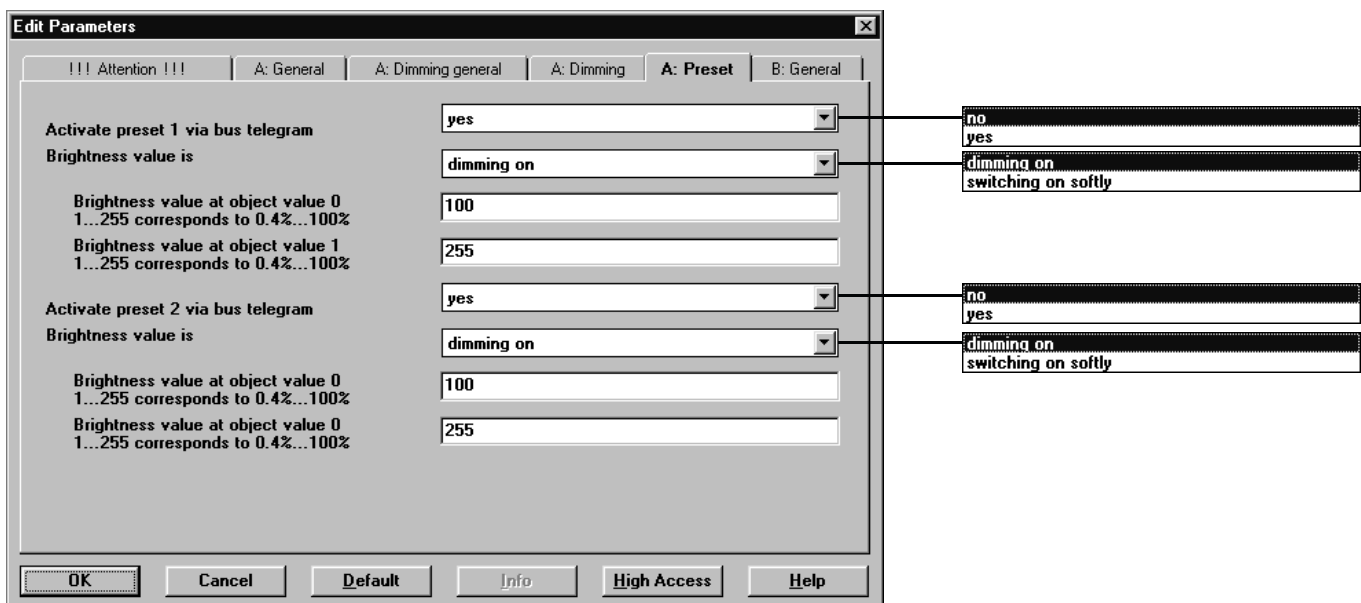 Edit Parameters
!!! Attention !!! A: General A: Dimming general A: Dimming A: Preset B: General
Activate preset 1 via bus telegram yes
no
yes
Brightness value is dimming on
dimming on
switching on softly
Brightness value at object value 0
1...255 corresponds to 0.4%...100%
100
Brightness value at object value 1
1...255 corresponds to 0.4%...100%
255
Activate preset 2 via bus telegram yes
no
yes
Brightness value is dimming on
dimming on
switching on softly
Brightness value at object value 0
1...255 corresponds to 0.4%...100%
100
Brightness value at object value 0
1...255 corresponds to 0.4%...100%
255
OK Cancel Default Info High Access Help